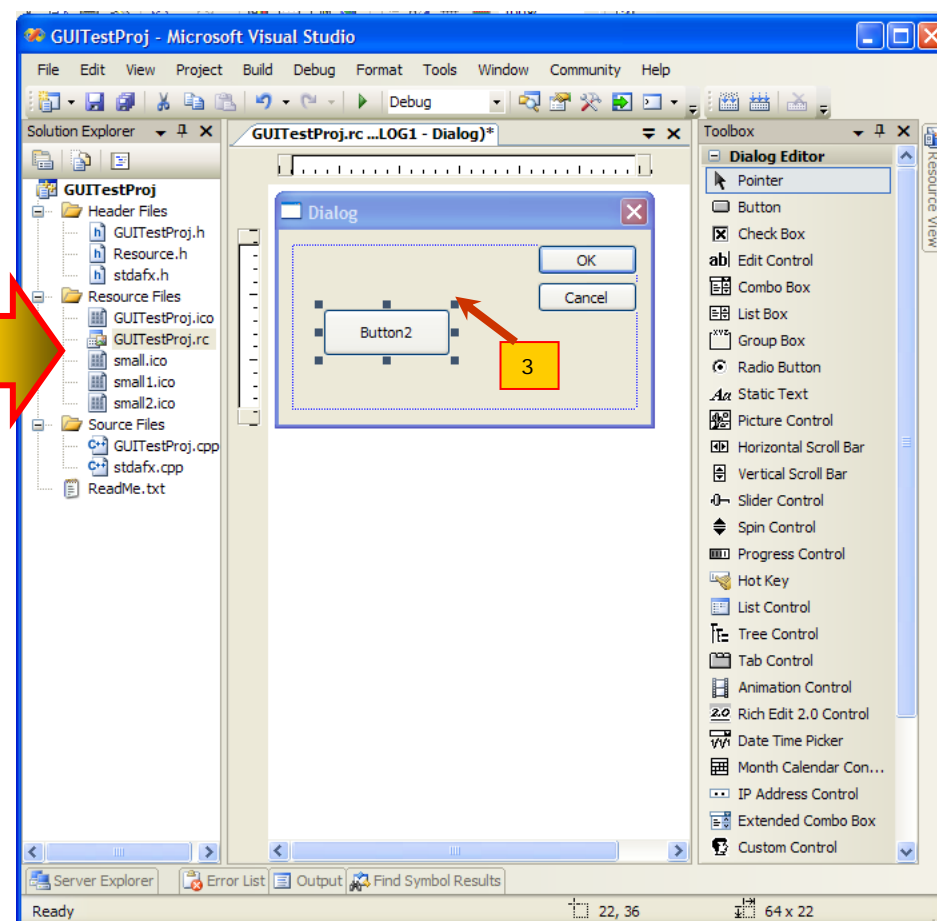 GUITestProj - Microsoft Visual Studio
File Edit View Project Build Debug Format Tools Window Community Help
Debug
Solution Explorer
GUITestProj
Header Files
GUITestProj.h
Resource.h
stdafx.h
Resource Files
GUITestProj.ico
GUITestProj.rc
small.ico
small1.ico
small2.ico
Source Files
GUITestProj.cpp
stdafx.cpp
ReadMe.txt
GUITestProj.rc ...LOG1 - Dialog)*
Dialog
OK
Cancel
Button2
3
Toolbox
Dialog Editor
Pointer
Button
Check Box
ab| Edit Control
Combo Box
List Box
XYZ Group Box
Radio Button
Aa Static Text
Picture Control
Horizontal Scroll Bar
Vertical Scroll Bar
Slider Control
Spin Control
Progress Control
Hot Key
List Control
Tree Control
Tab Control
Animation Control
2.0 Rich Edit 2.0 Control
Date Time Picker
Month Calendar Con...
IP Address Control
Extended Combo Box
Custom Control
Resource View
Server Explorer
Error List Output Find Symbol Results
Ready 22, 36 64 x 22